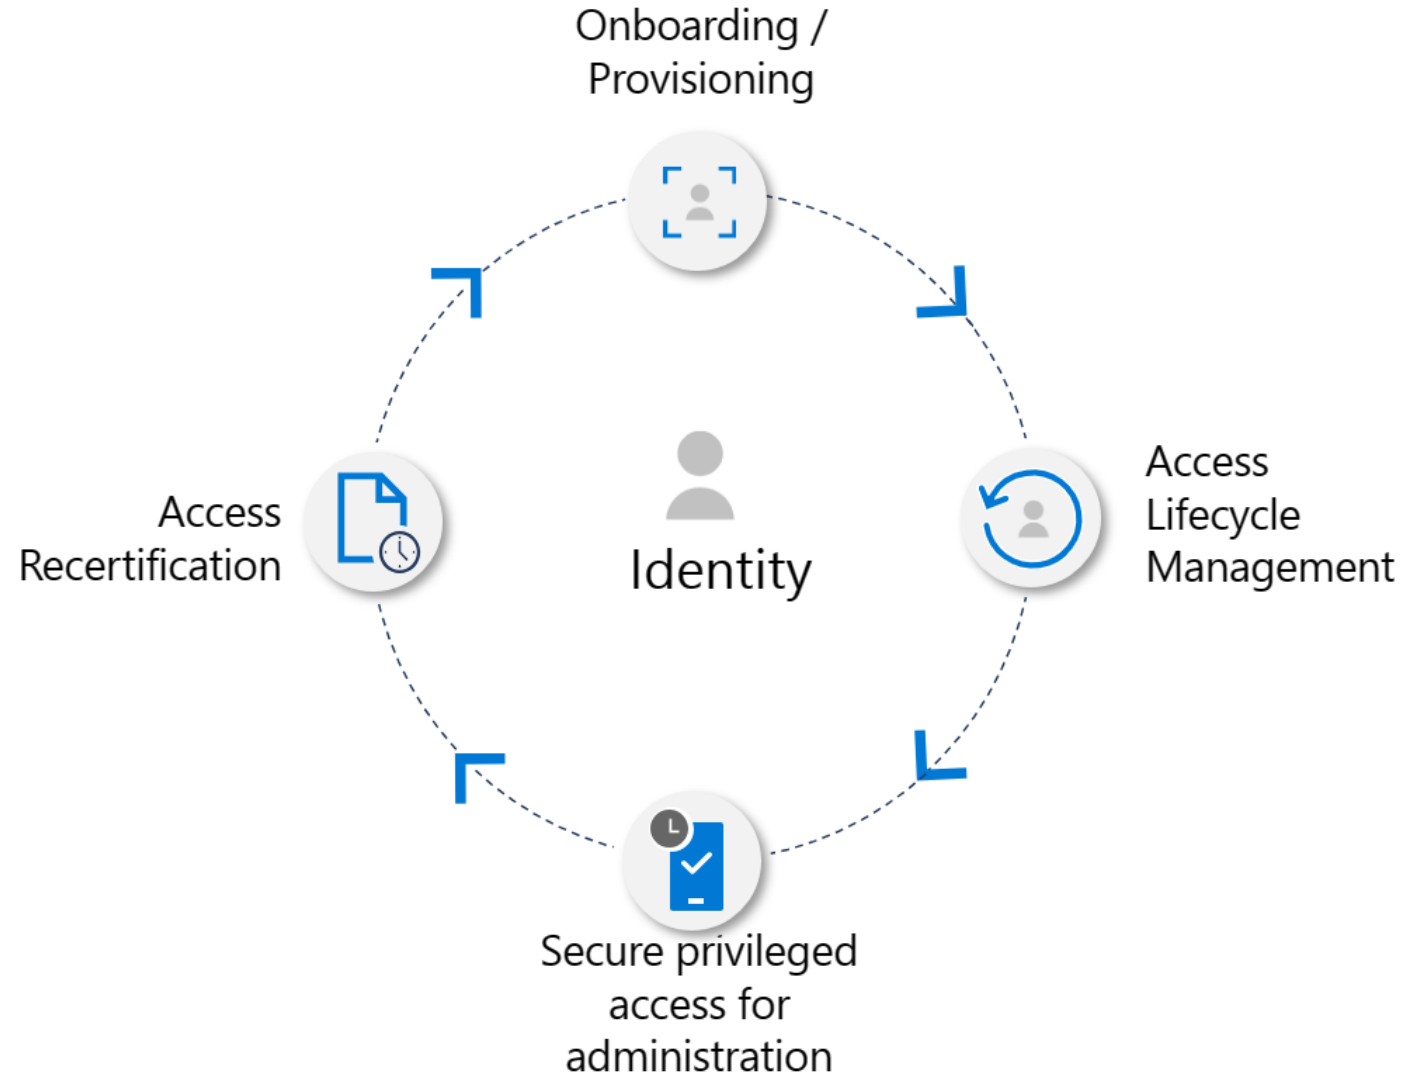 Onboarding /
Provisioning
Access
Lifecycle
Management
Access
Recertification
Identity
Secure privileged
access for
administration